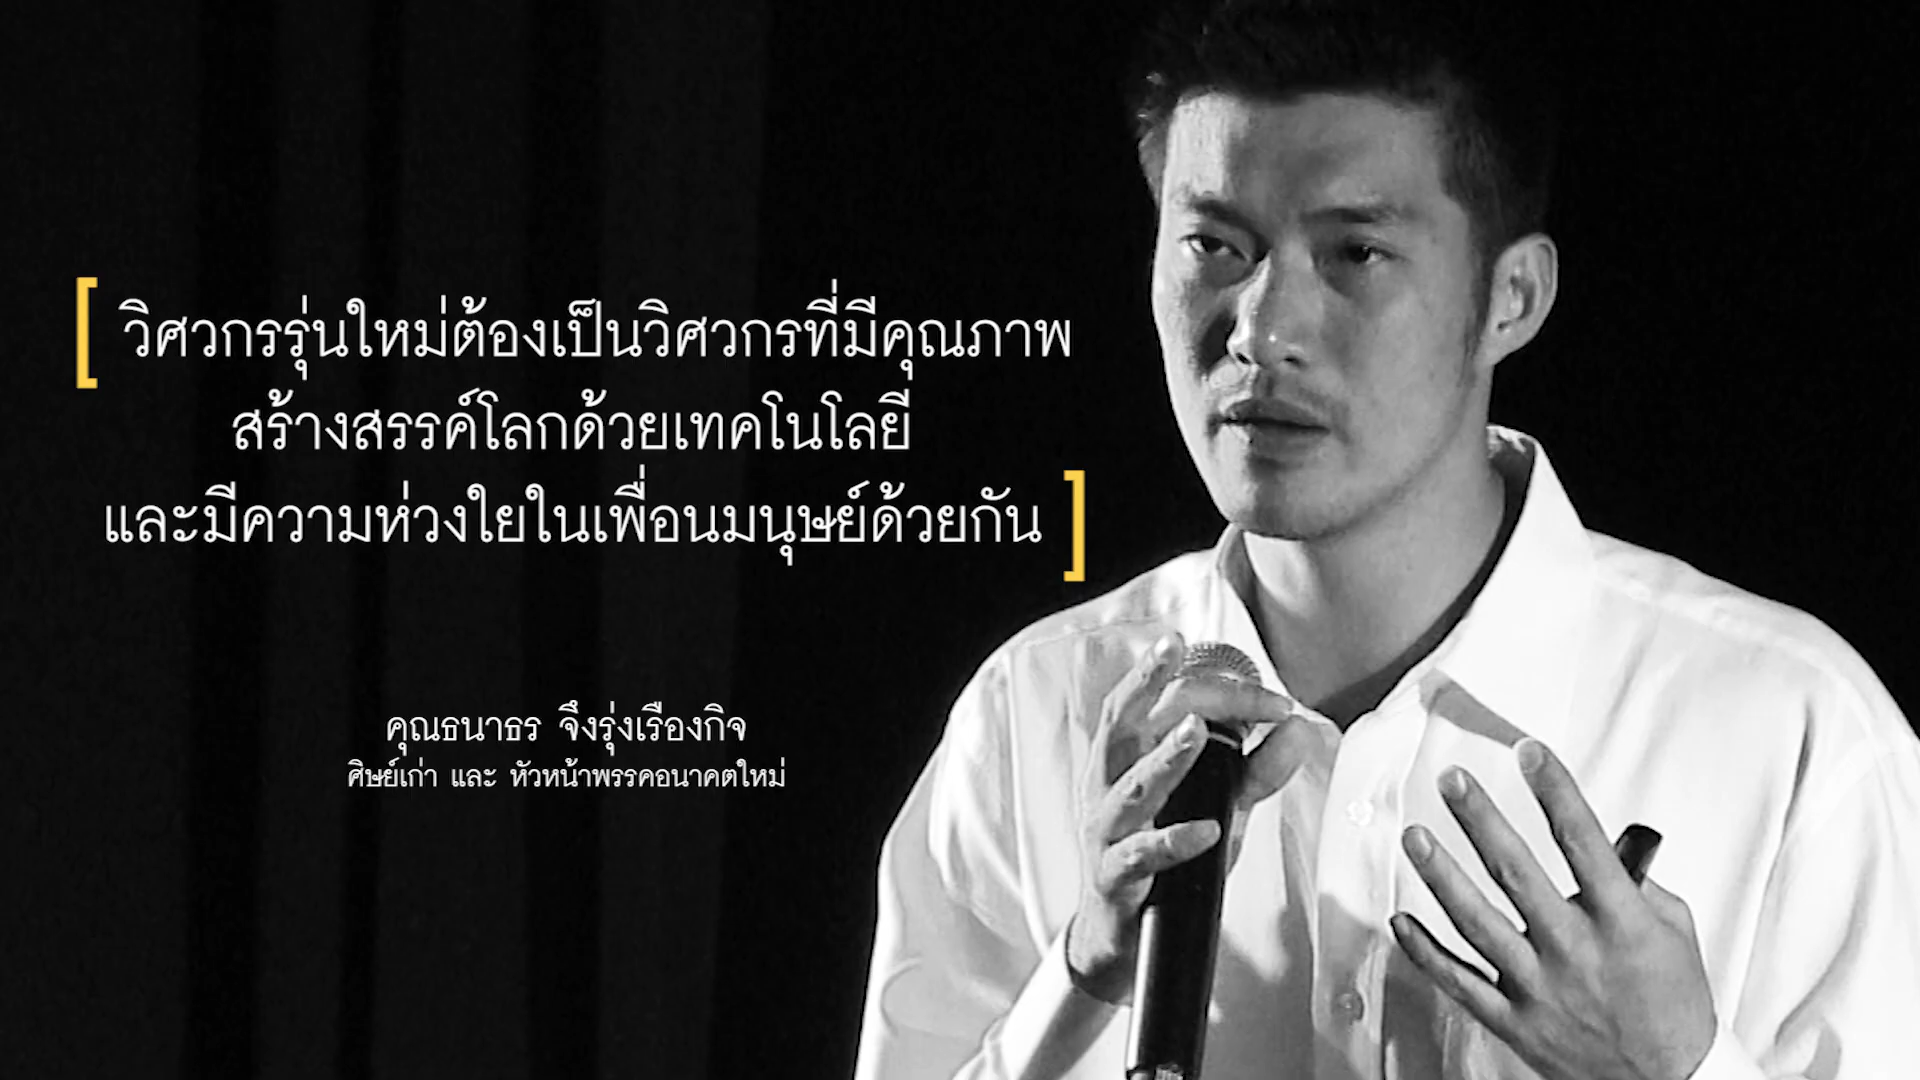 [ วิศวกรรุ่นใหม่ต้องเป็นวิศวกรที่มีคุณภาพ
สร้างสรรค์โลกด้วยเทคโนโลยี
และมีความห่วงใยในเพื่อนมนุษย์ด้วยกัน ]
คุณธนาธร จึงรุ่งเรืองกิจ
ศิษย์เก่า และ หัวหน้าพรรคอนาคตใหม่